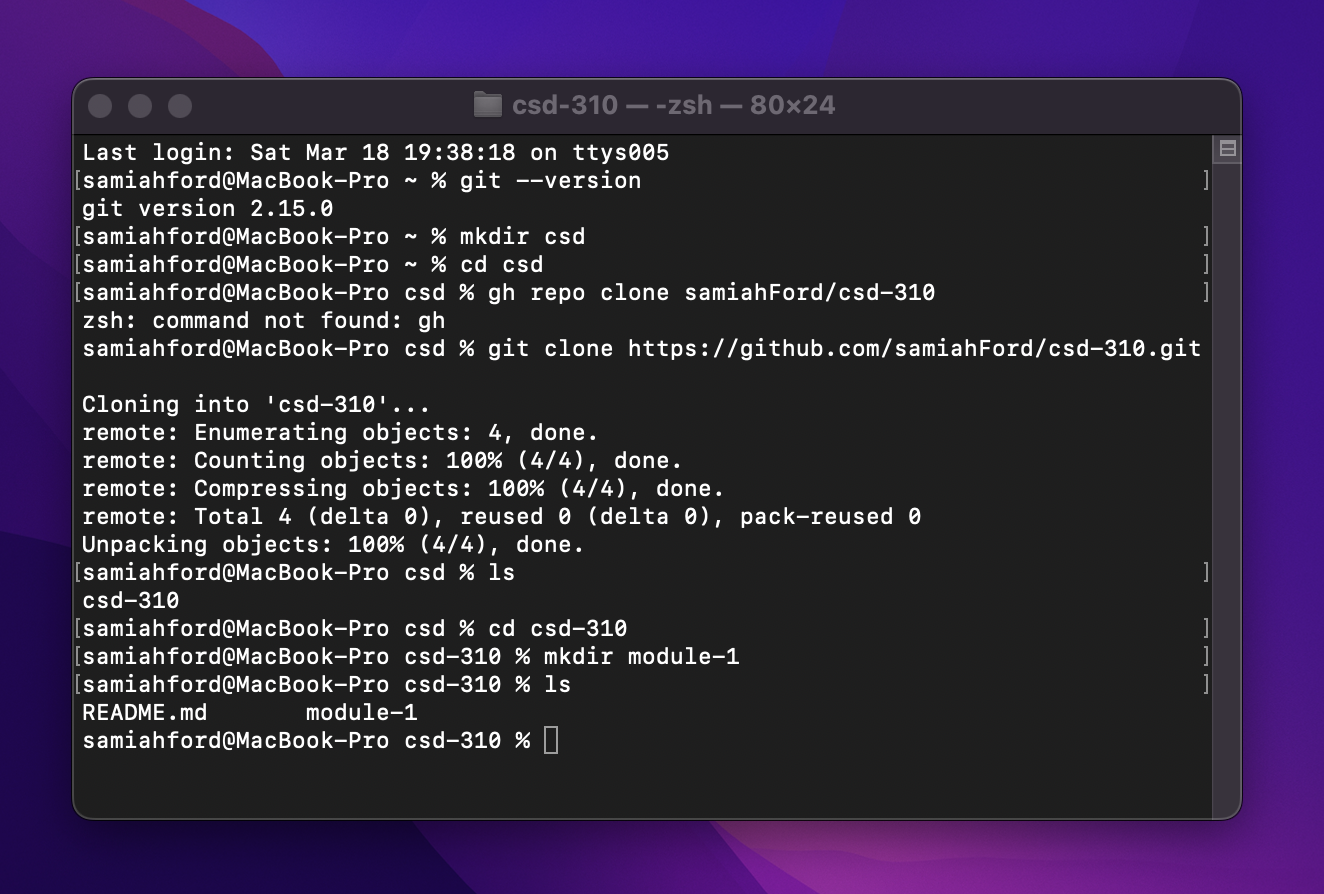 csd-310 — -zsh — 80×24
Last login: Sat Mar 18 19:38:18 on ttys005
[samiahford@MacBook-Pro ~ % git --version ]
git version 2.15.0
[samiahford@MacBook-Pro ~ % mkdir csd ]
[samiahford@MacBook-Pro ~ % cd csd ]
[samiahford@MacBook-Pro csd % gh repo clone samiahFord/csd-310 ]
zsh: command not found: gh
samiahford@MacBook-Pro csd % git clone https://github.com/samiahFord/csd-310.git
Cloning into 'csd-310'...
remote: Enumerating objects: 4, done.
remote: Counting objects: 100% (4/4), done.
remote: Compressing objects: 100% (4/4), done.
remote: Total 4 (delta 0), reused 0 (delta 0), pack-reused 0
Unpacking objects: 100% (4/4), done.
[samiahford@MacBook-Pro csd % ls ]
csd-310
[samiahford@MacBook-Pro csd % cd csd-310 ]
[samiahford@MacBook-Pro csd-310 % mkdir module-1 ]
[samiahford@MacBook-Pro csd-310 % ls ]
README.md module-1
samiahford@MacBook-Pro csd-310 %